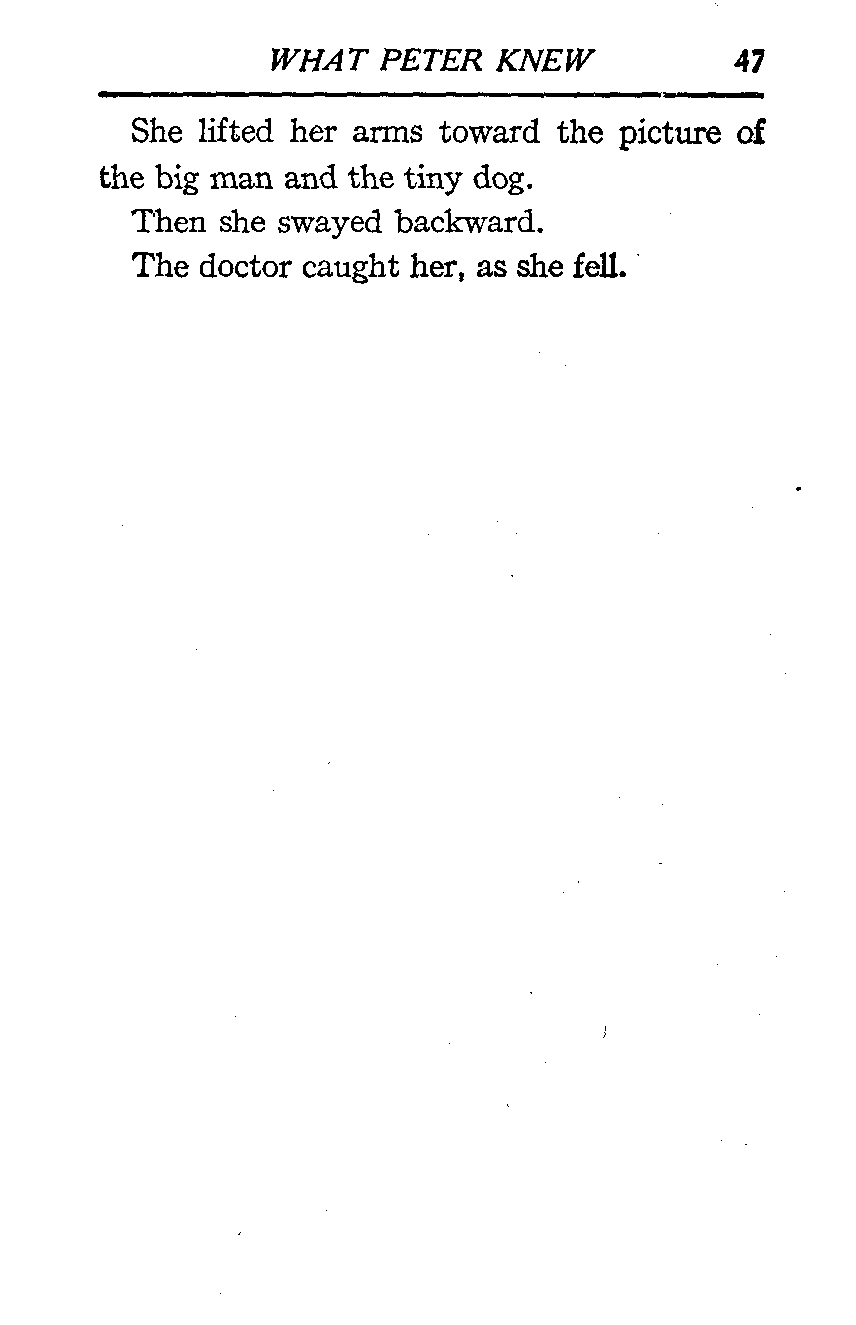 WHAT PETER KNEW 47
She lifted her arms toward the picture of
the big man and the tiny dog.
Then she swayed backward.
The doctor caught her, as she fell.